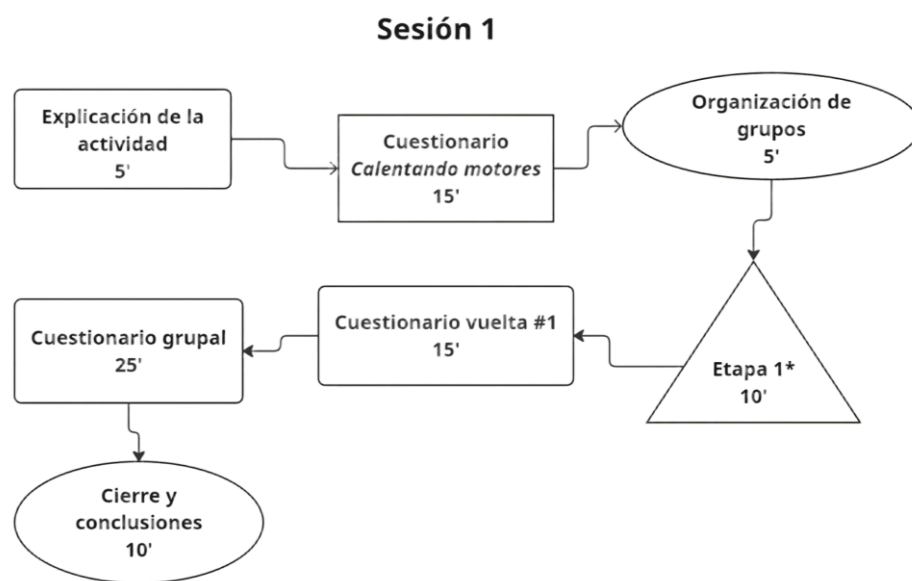 Sesión 1
Explicación de la
actividad
5'
Cuestionario
Calentando motores
15'
Organización de
grupos
5'
Etapa 1*
10'
Cuestionario vuelta #1
15'
Cuestionario grupal
25'
Cierre y
conclusiones
10'